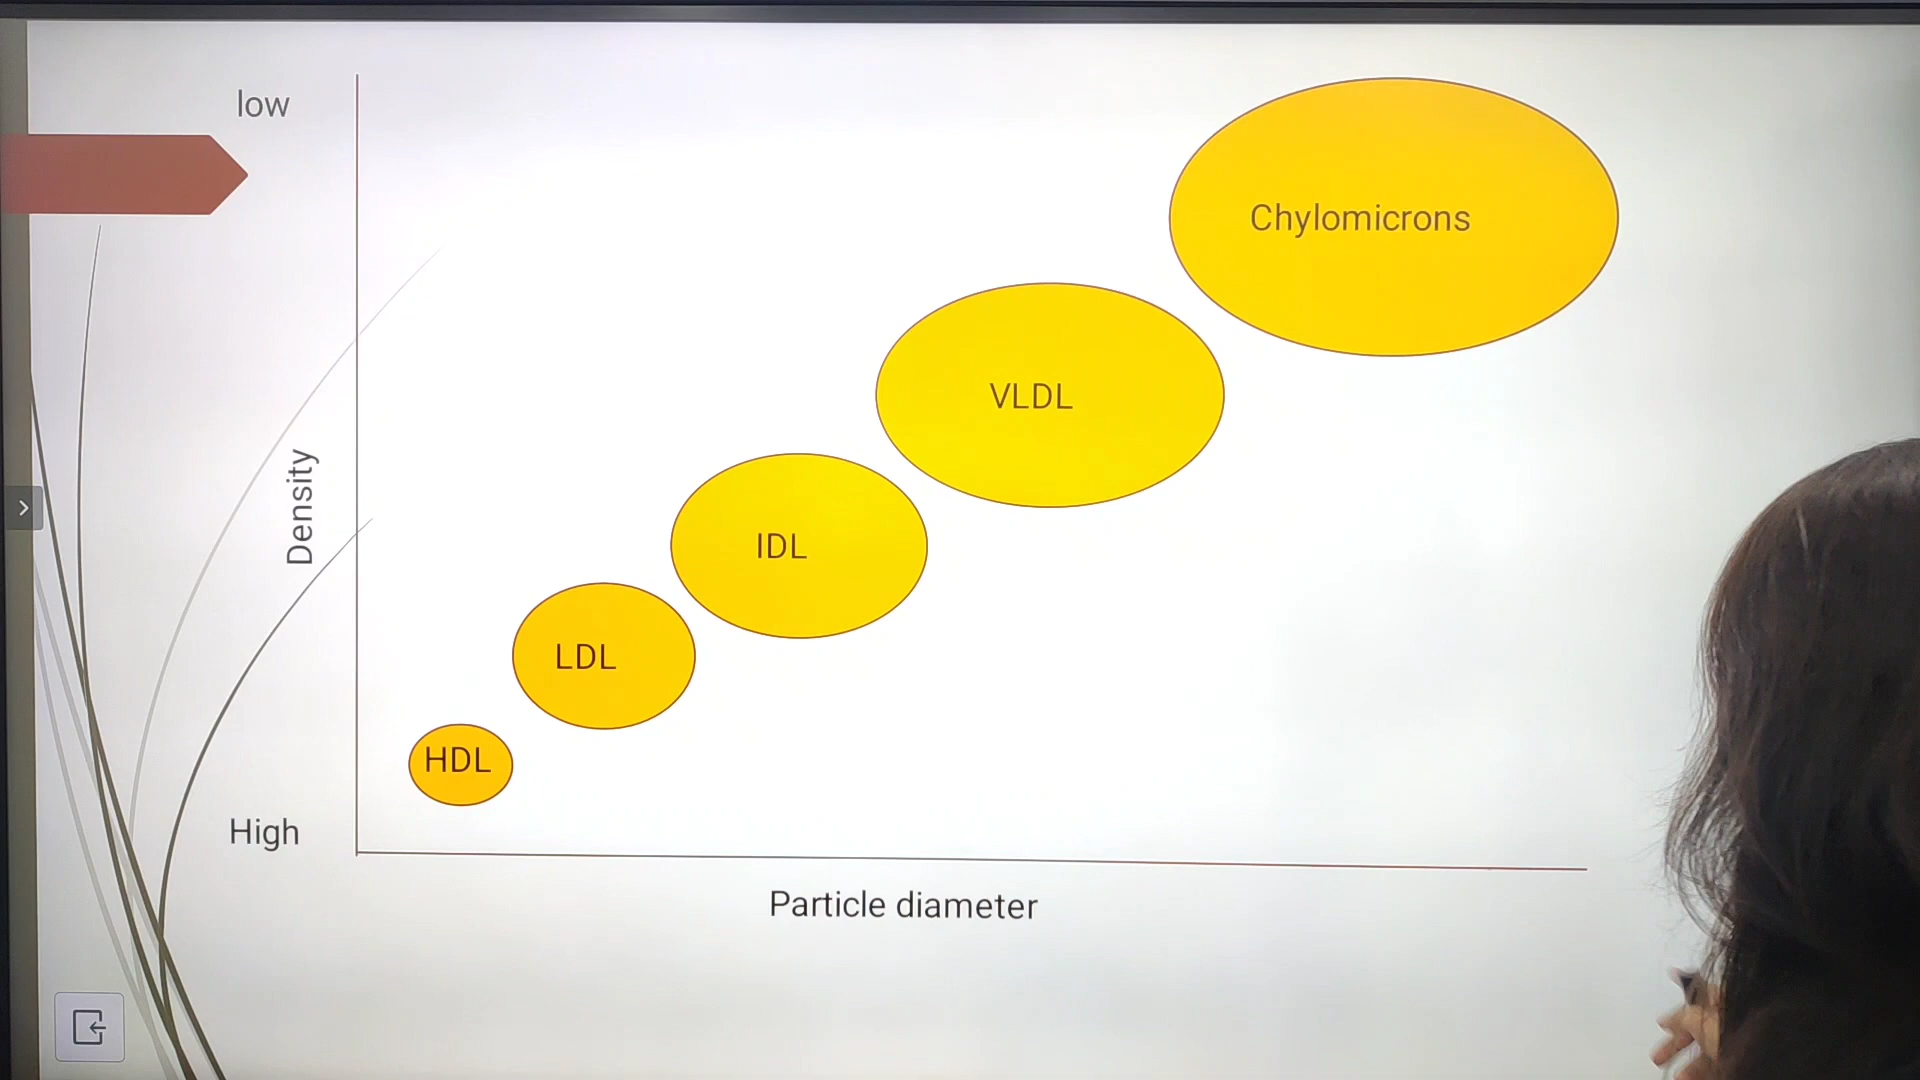 low
Chylomicrons
VLDL
Density
IDL
LDL
HDL
High
Particle diameter